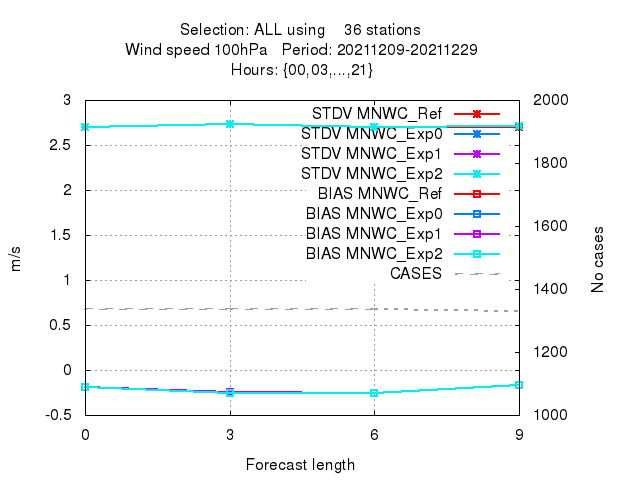 Selection: ALL using 36 stations
Wind speed 100hPa Period: 20211209-20211229
Hours: {00,03,...,21}
3
2.5
2
1.5
1
0.5
0
-0.5
m/s
2000
1800
1600
1400
1200
1000
No cases
STDV MNWC_Ref
STDV MNWC_Exp0
STDV MNWC_Exp1
STDV MNWC_Exp2
BIAS MNWC_Ref
BIAS MNWC_Exp0
BIAS MNWC_Exp1
BIAS MNWC_Exp2
CASES
0 3 6 9
Forecast length